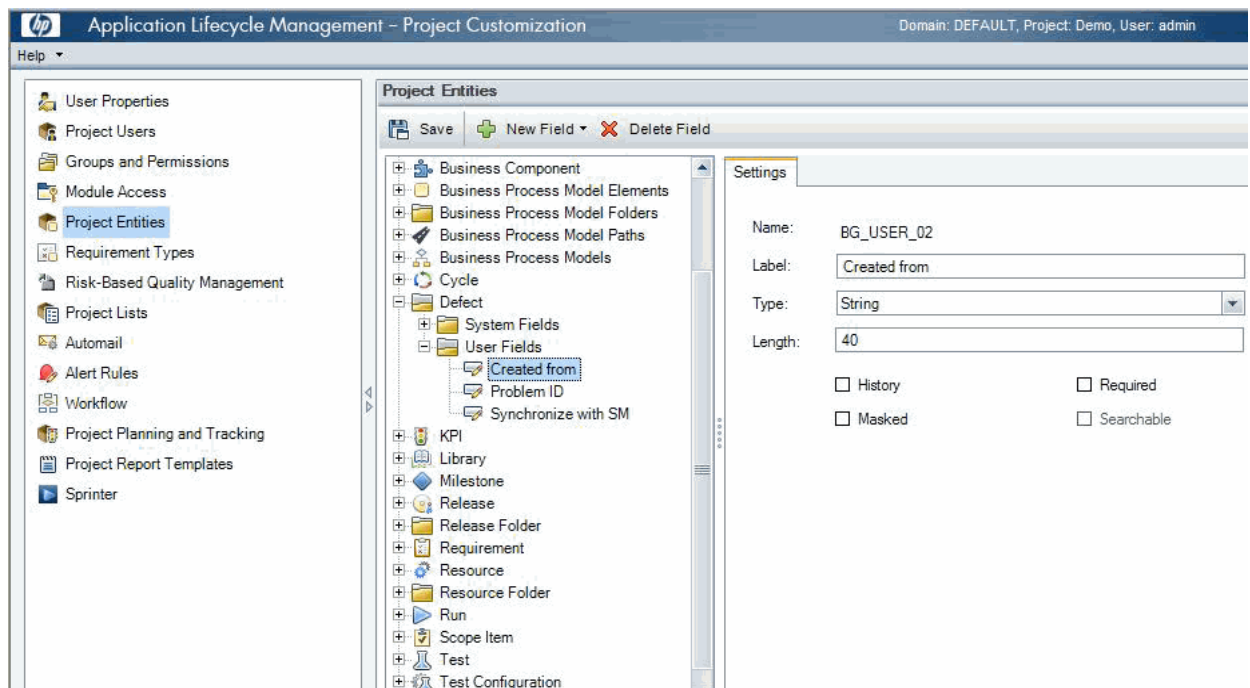 hp Application Lifecycle Management – Project Customization Domain: DEFAULT, Project: Demo, User: admin
Help
User Properties
Project Users
Groups and Permissions
Module Access
Project Entities
Requirement Types
Risk-Based Quality Management
Project Lists
Automail
Alert Rules
Workflow
Project Planning and Tracking
Project Report Templates
Sprinter
Project Entities
Save New Field Delete Field
Business Component
Business Process Model Elements
Business Process Model Folders
Business Process Model Paths
Business Process Models
Cycle
Defect
System Fields
User Fields
Created from
Problem ID
Synchronize with SM
KPI
Library
Milestone
Release
Release Folder
Requirement
Resource
Resource Folder
Run
Scope Item
Test
Test Configuration
Settings
Name: BG_USER_02
Label: Created from
Type: String
Length: 40
History Required
Masked Searchable